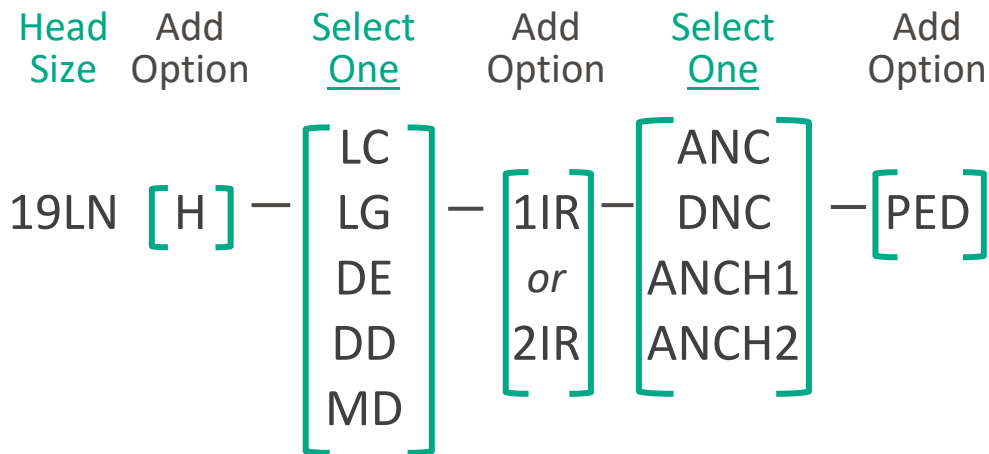 Head Size
Add Option
Select One
Add Option
Select One
Add Option
19LN [H] — [LC
LG
DE
DD
MD] — [1IR
or
2IR] — [ANC
DNC
ANCH1
ANCH2] — [PED]